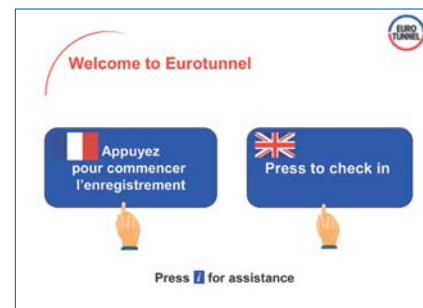 EURO
TUNNEL
Welcome to Eurotunnel
Appuyez
pour commencer
l'enregistrement
Press to check in
Press i for assistance